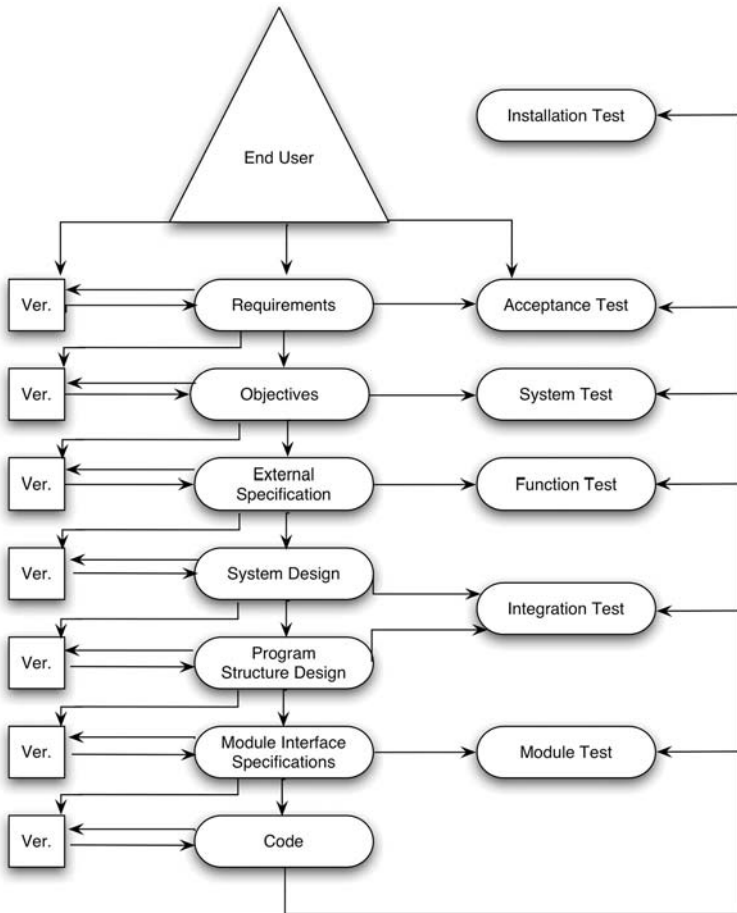 End User
Installation Test
Ver.
Requirements
Acceptance Test
Ver.
Objectives
System Test
Ver.
External
Specification
Function Test
Ver.
System Design
Integration Test
Ver.
Program
Structure Design
Ver.
Module Interface
Specifications
Module Test
Ver.
Code